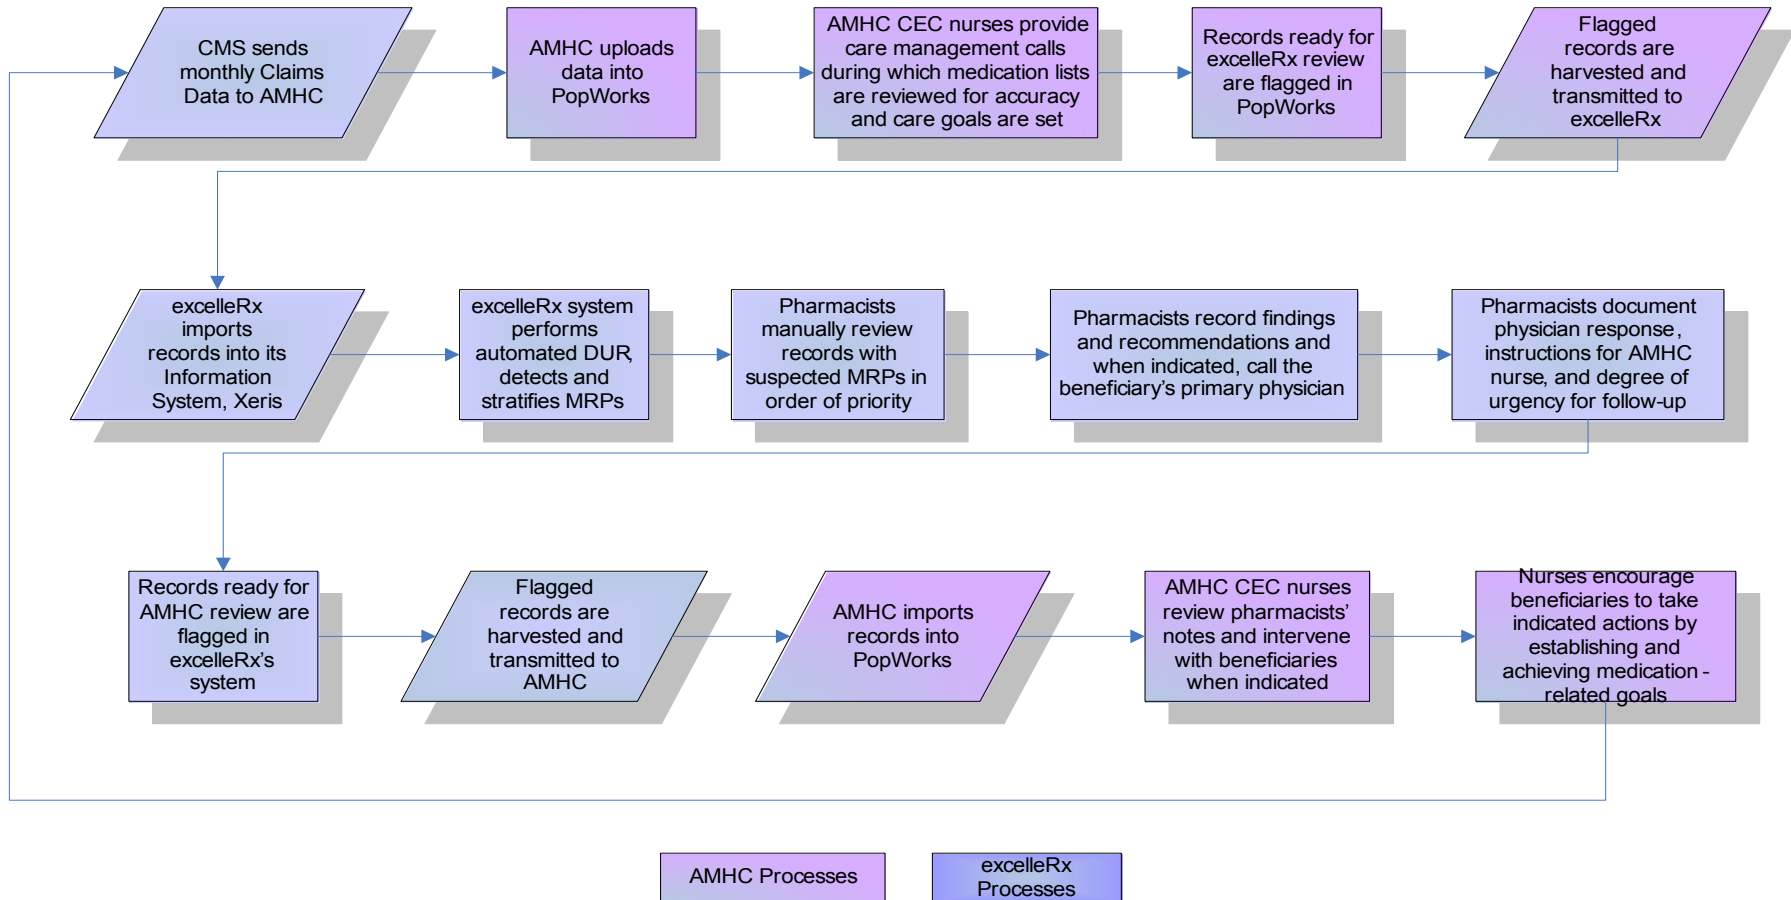 CMS sends
monthly Claims
Data to AMHC
AMHC uploads
data into
PopWorks
AMHC CEC nurses provide
care management calls
during which medication lists
are reviewed for accuracy
and care goals are set
Records ready for
excelleRx review
are flagged in
PopWorks
Flagged
records are
harvested and
transmitted to
excelleRx
excelleRx
imports
records into its
Information
System, Xeris
excelleRx system
performs
automated DUR,
detects and
stratifies MRPs
Pharmacists
manually review
records with
suspected MRPs in
order of priority
Pharmacists record findings
and recommendations and
when indicated, call the
beneficiary’s primary physician
Pharmacists document
physician response,
instructions for AMHC
nurse, and degree of
urgency for follow-up
Records ready for
AMHC review are
flagged in
excelleRx’s
system
Flagged
records are
harvested and
transmitted to
AMHC
AMHC imports
records into
PopWorks
AMHC CEC nurses
review pharmacists’
notes and intervene
with beneficiaries
when indicated
Nurses encourage
beneficiaries to take
indicated actions by
establishing and
achieving medication -
related goals
AMHC Processes
excelleRx
Processes